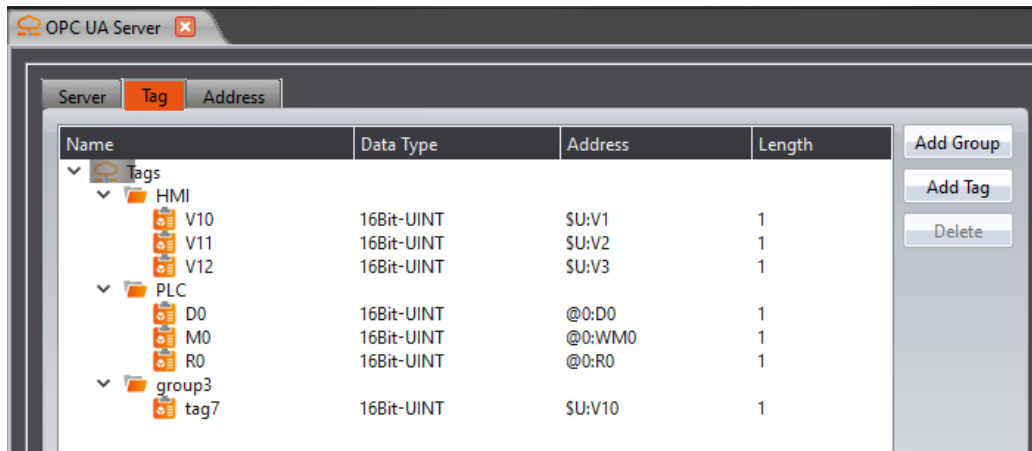 OPC UA Server
Server Tag Address
Name Data Type Address Length Add Group
Tags
Add Tag
HMI
V10 16Bit-UINT $U:V1 1
Delete
V11 16Bit-UINT $U:V2 1
V12 16Bit-UINT $U:V3 1
PLC
D0 16Bit-UINT @0:D0 1
M0 16Bit-UINT @0:WM0 1
R0 16Bit-UINT @0:R0 1
group3
tag7 16Bit-UINT $U:V10 1